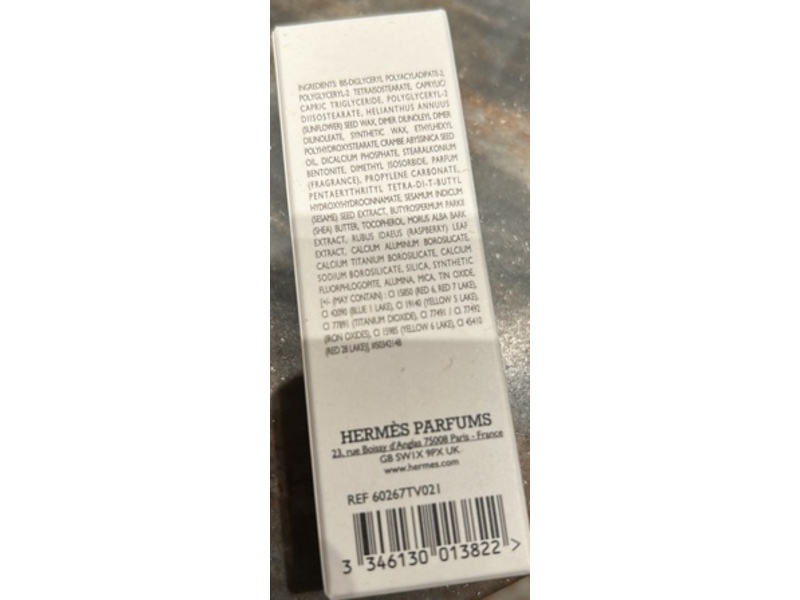 INGREDIENTS: BIS-DIGLYCERYL POLYACYLADIPATE-2,
POLYGLYCERYL-2 TETRAISOSTEARATE, CAPRYLIC/
CAPRIC TRIGLYCERIDE, POLYGLYCERYL-2
DIISOSTEARATE, HELIANTHUS ANNUUS
(SUNFLOWER) SEED WAX, DIMER DILINOLEYL DIMER
DILINOLEATE, SYNTHETIC WAX, ETHYLHEXYL
POLYHYDROXYSTEARATE, CRAMBE ABYSSINICA SEED
OIL, DICALCIUM PHOSPHATE, STEARALKONIUM
BENTONITE, DIMETHYL ISOSORBIDE, PARFUM
(FRAGRANCE), PROPYLENE CARBONATE,
PENTAERYTHRITYL TETRA-DI-T-BUTYL
HYDROXYHYDROCINNAMATE, SESAMUM INDICUM
(SESAME) SEED EXTRACT, BUTYROSPERMUM PARKII
(SHEA) BUTTER, TOCOPHEROL, MORUS ALBA BARK
EXTRACT, RUBUS IDAEUS (RASPBERRY) LEAF
EXTRACT, CALCIUM ALUMINUM BOROSILICATE,
CALCIUM TITANIUM BOROSILICATE, CALCIUM
SODIUM BOROSILICATE, SILICA, SYNTHETIC
FLUORPHLOGOPITE, ALUMINA, MICA, TIN OXIDE,
[+/- (MAY CONTAIN) : CI 15850 (RED 6, RED 7 LAKE),
CI 42090 (BLUE 1 LAKE), CI 19140 (YELLOW 5 LAKE),
CI 77891 (TITANIUM DIOXIDE), CI 77491 / CI 77492
(IRON OXIDES), CI 15985 (YELLOW 6 LAKE), CI 45410
(RED 28 LAKE)]. #I50342148
HERMÈS PARFUMS
23, rue Boissy d'Anglas 75008 Paris - France
GB SW1X 9PX UK
www.hermes.com
REF 60267TV021
3 346130 013822 >